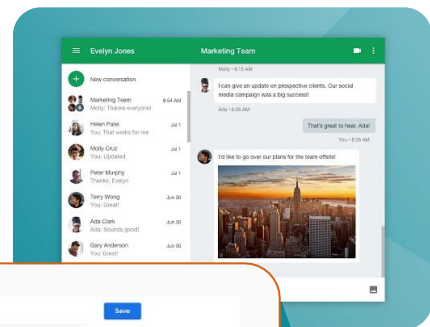 Evelyn Jones
Marketing Team
New conversation
Marketing Team 8:54 AM
Molly: Thanks everyone!
Helen Patel Jul 1
You: That works for me
Molly Cruz Jul 1
You: Updated
Peter Murphy Jul 1
Thanks, Evelyn
Terry Wong Jun 30
You: Great!
Ada Clark Jun 30
Ada: Sounds good!
Gary Anderson Jun 30
You: Great!
Molly • 8:15 AM
I can give an update on perspective clients. Our social
media campaign was a big success!
Ada • 8:26 AM
That's great to hear, Ada!
You • 8:26 AM
I'd like to go over our plans for the team offsite!
Save